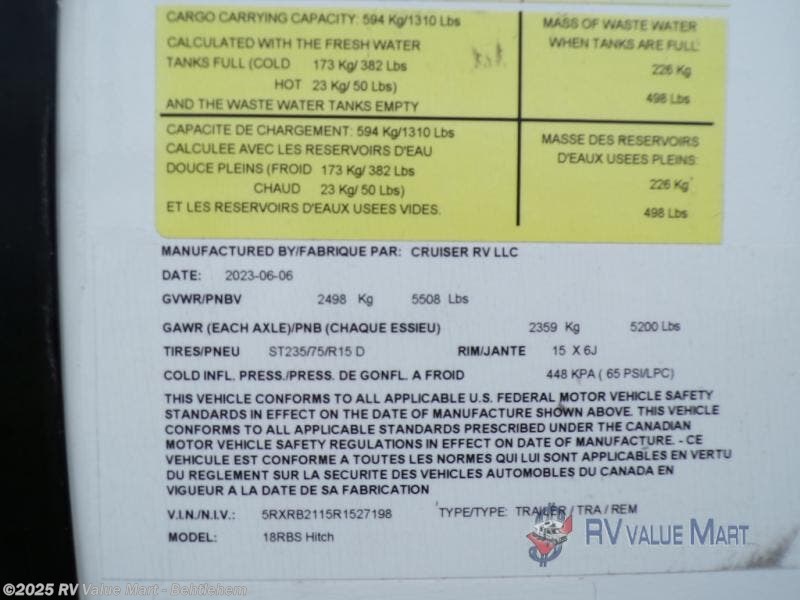 CARGO CARRYING CAPACITY: 594 Kg/1310 Lbs
CALCULATED WITH THE FRESH WATER
TANKS FULL (COLD 173 Kg/ 382 Lbs
HOT 23 Kg/ 50 Lbs)
AND THE WASTE WATER TANKS EMPTY
MASS OF WASTE WATER
WHEN TANKS ARE FULL:
226 Kg
498 Lbs
CAPACITE DE CHARGEMENT: 594 Kg/1310 Lbs
CALCULEE AVEC LES RESERVOIRS D'EAU
DOUCE PLEINS (FROID 173 Kg/ 382 Lbs
CHAUD 23 Kg/ 50 Lbs)
ET LES RESERVOIRS D'EAUX USEES VIDES.
MASSE DES RESERVOIRS
D'EAUX USEES PLEINS:
226 Kg
498 Lbs
MANUFACTURED BY/FABRIQUE PAR: CRUISER RV LLC
DATE: 2023-06-06
GVWR/PNBV 2498 Kg 5508 Lbs
GAWR (EACH AXLE)/PNB (CHAQUE ESSIEU) 2359 Kg 5200 Lbs
TIRES/PNEU ST235/75/R15 D RIM/JANTE 15 X 6J
COLD INFL. PRESS./PRESS. DE GONFL. A FROID 448 KPA ( 65 PSI/LPC)
THIS VEHICLE CONFORMS TO ALL APPLICABLE U.S. FEDERAL MOTOR VEHICLE SAFETY
STANDARDS IN EFFECT ON THE DATE OF MANUFACTURE SHOWN ABOVE. THIS VEHICLE
CONFORMS TO ALL APPLICABLE STANDARDS PRESCRIBED UNDER THE CANADIAN
MOTOR VEHICLE SAFETY REGULATIONS IN EFFECT ON DATE OF MANUFACTURE. - CE
VEHICULE EST CONFORME A TOUTES LES NORMES QUI LUI SONT APPLICABLES EN VERTU
DU REGLEMENT SUR LA SECURITE DES VEHICLES AUTOMOBILES DU CANADA EN
VIGUEUR A LA DATE DE SA FABRICATION
V.I.N./N.I.V.: 5RXRB2115R1527198 TYPE/TYPE: TRAILER / TRA / REM
MODEL: 18RBS Hitch
RV VALUE MART
©2025 RV Value Mart - Behtlehem